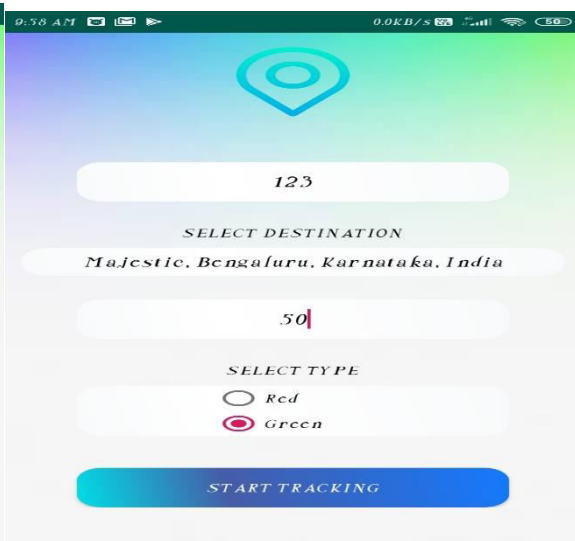 9:58 AM 0.0KB/s 50
123
SELECT DESTINATION
Majestic, Bengaluru, Karnataka, India
50
SELECT TYPE
Red
Green
START TRACKING